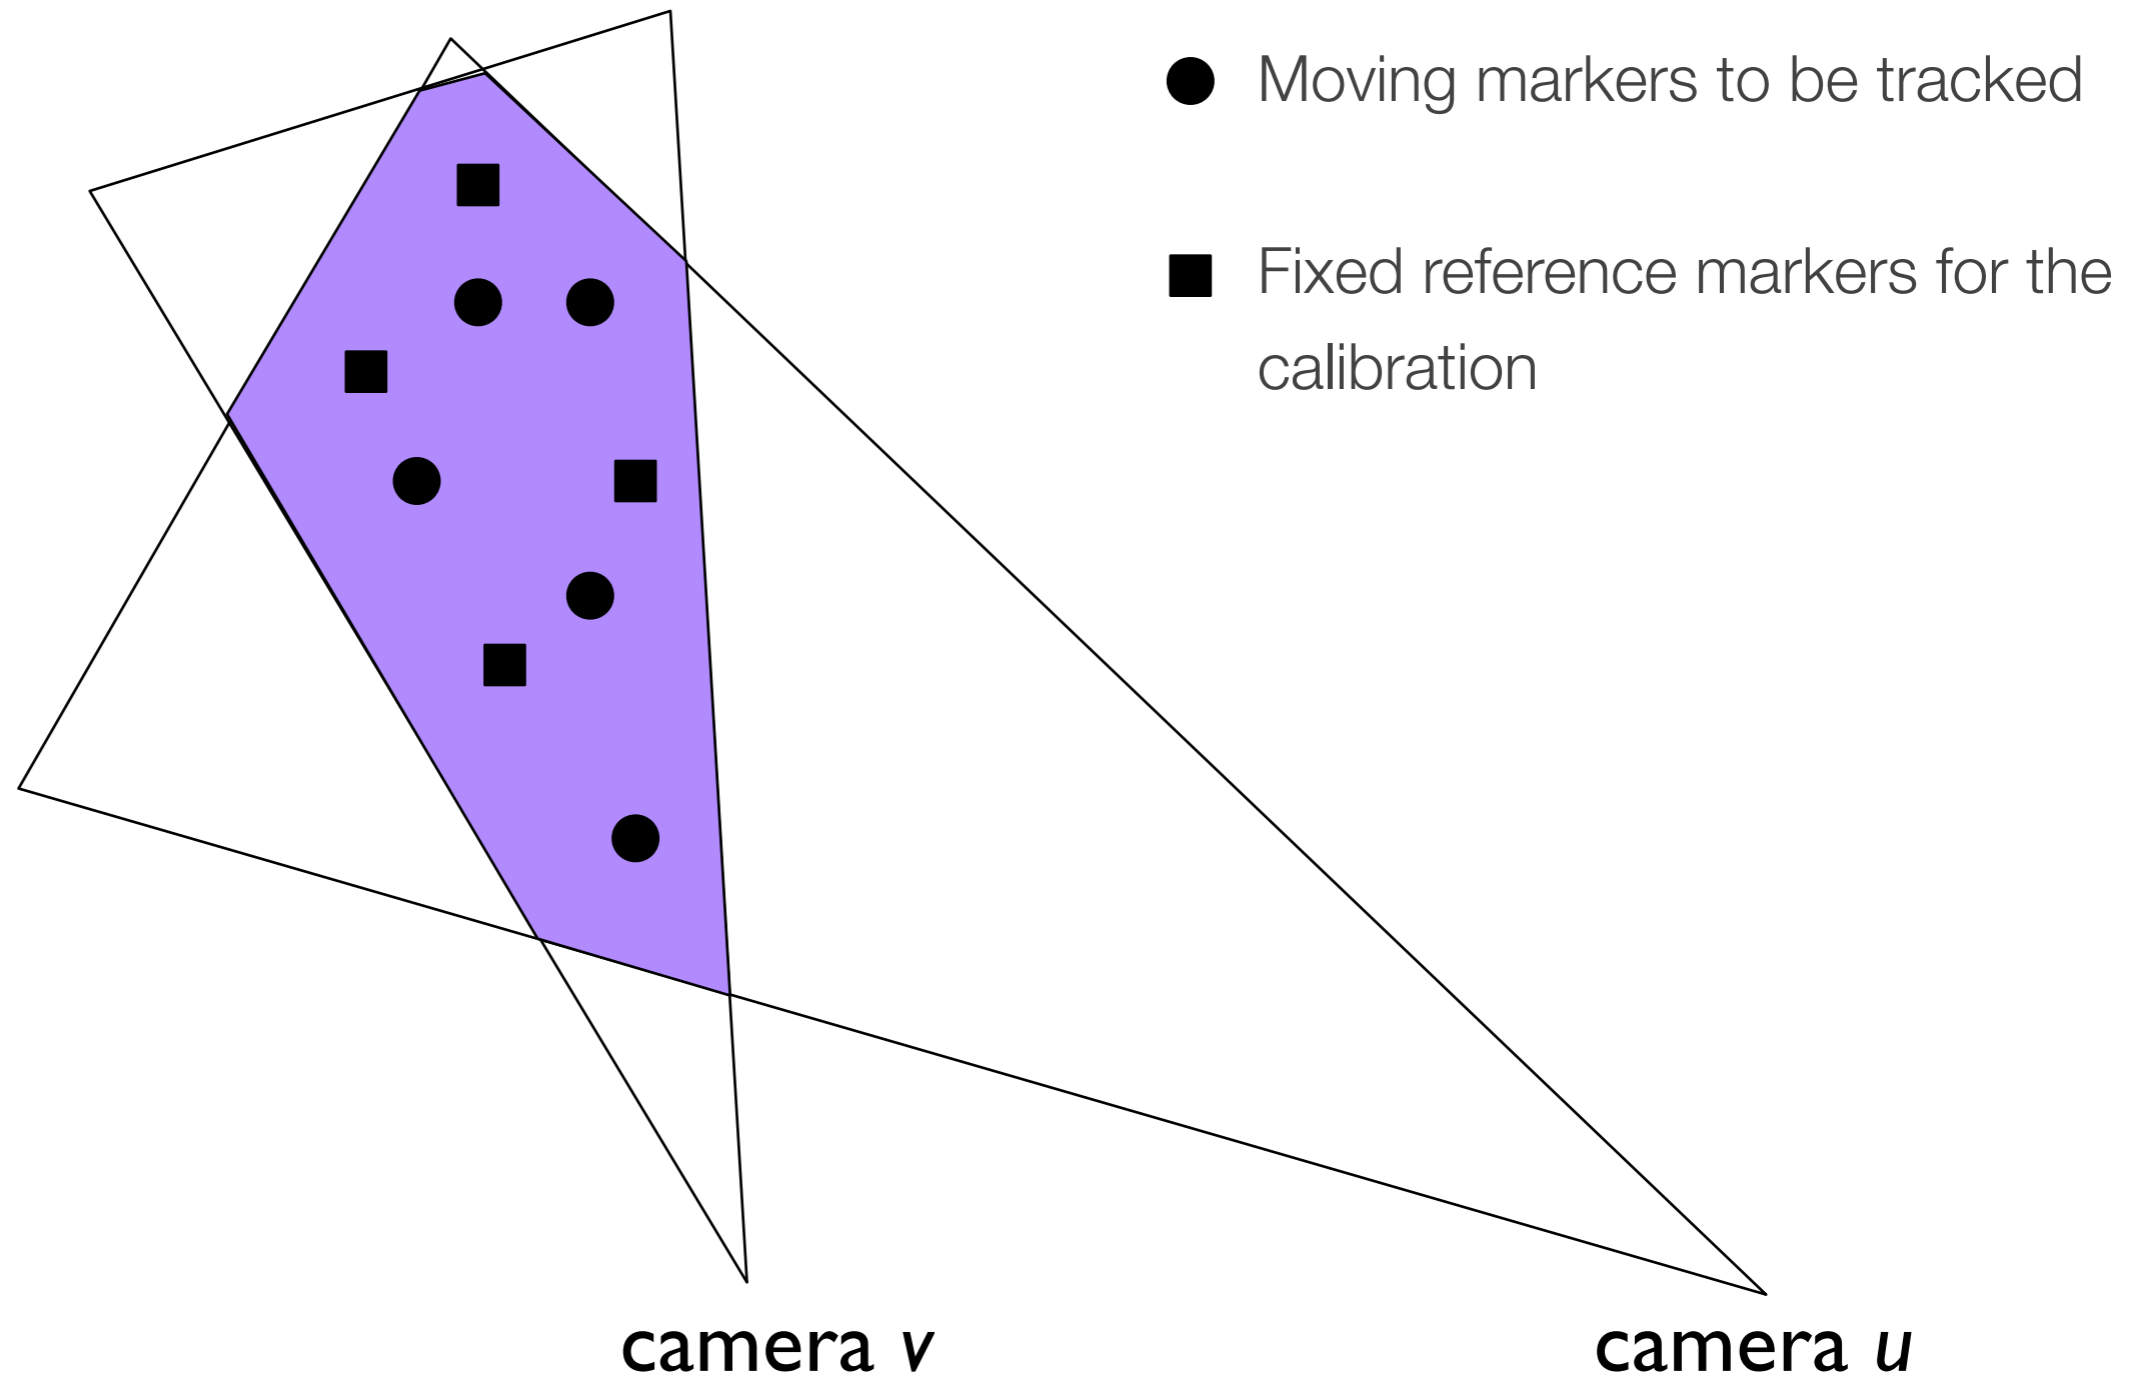 Moving markers to be tracked
Fixed reference markers for the
calibration
camera v
camera u